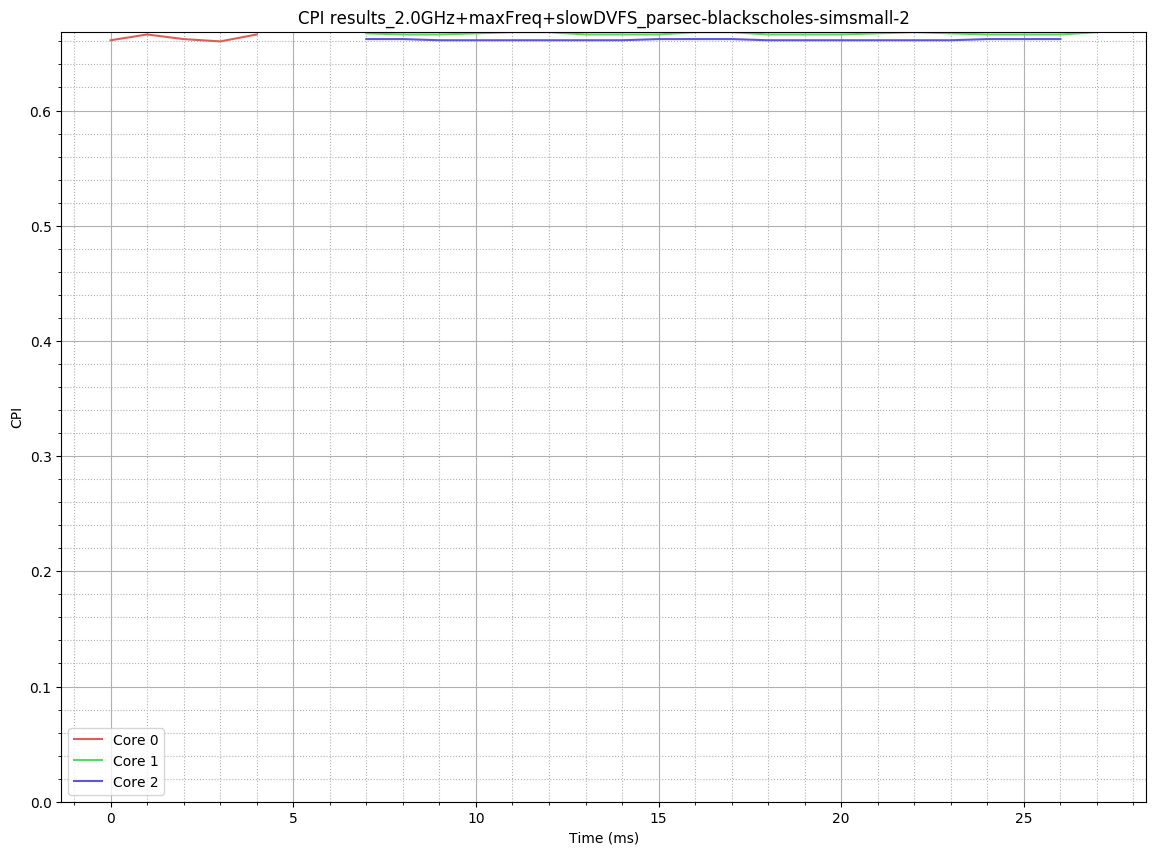 CPI results_2.0GHz+maxFreq+slowDVFS_parsec-blackscholes-simsmall-2
0.6
0.5
0.4
CPI
0.3
0.2
0.1
0.0
Core 0
Core 1
Core 2
0 5 10 15 20 25
Time (ms)